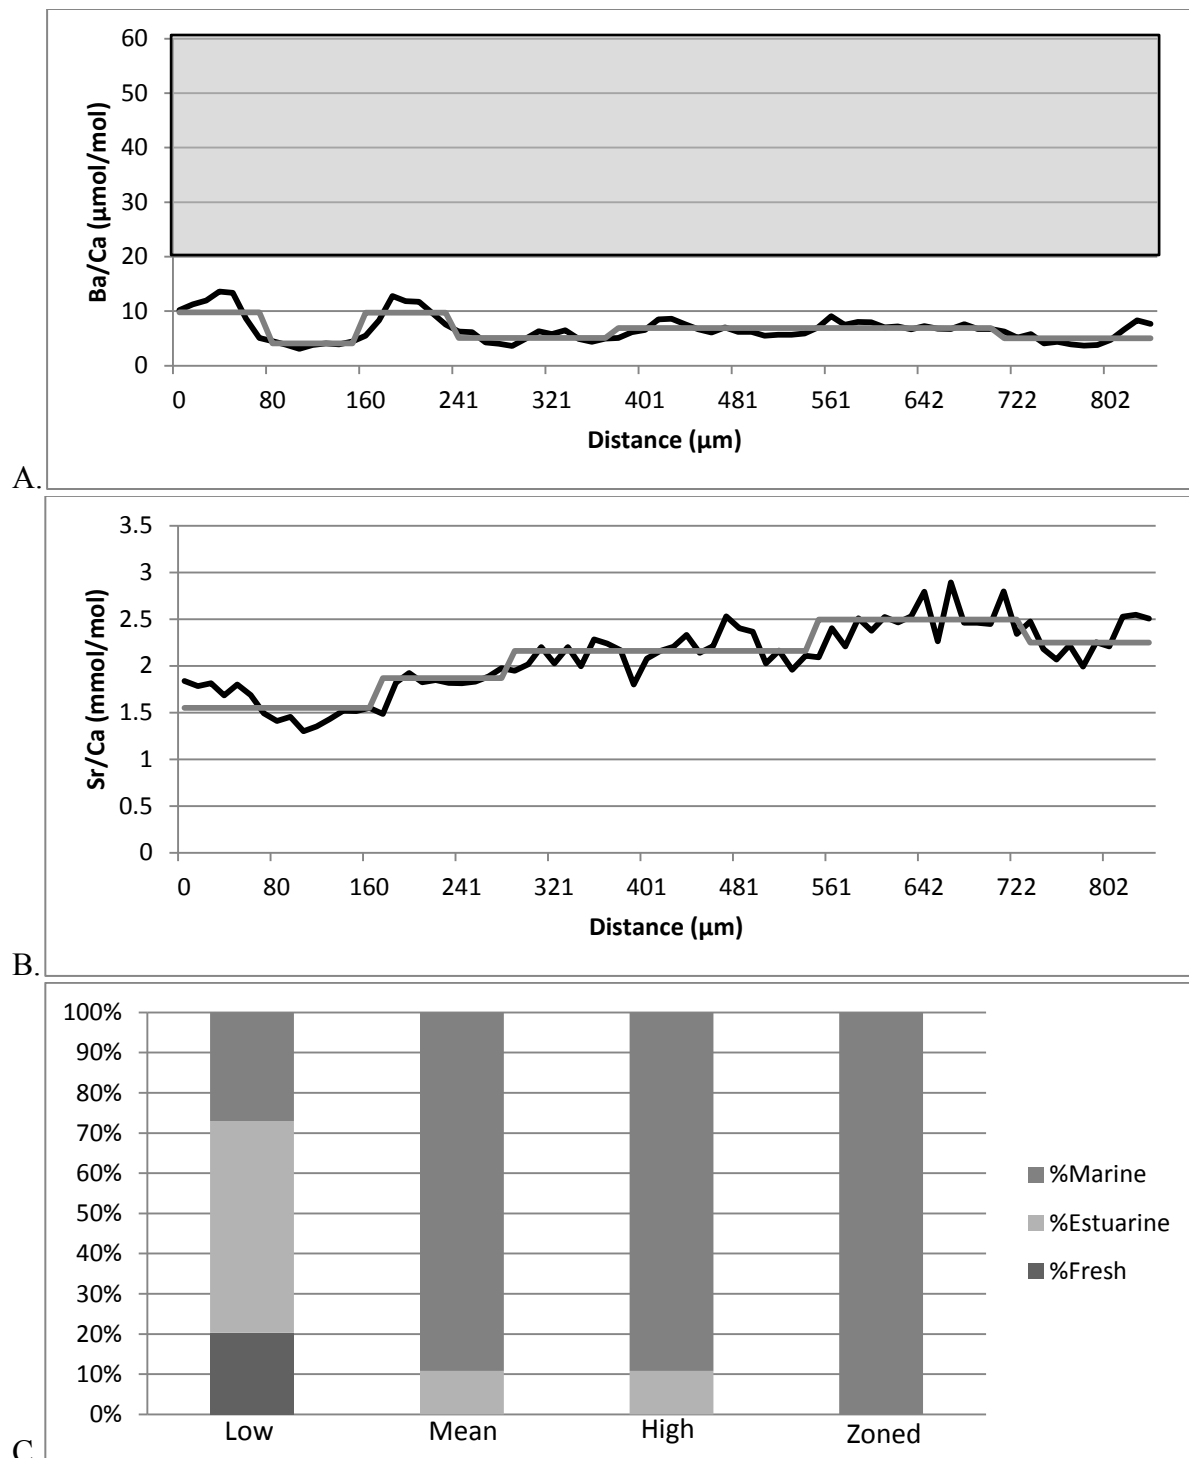 60
50
40
30
20
10
0
Ba/Ca (µmol/mol)
0 80 160 241 321 401 481 561 642 722 802
Distance (µm)
A.
3.5
3
2.5
2
1.5
1
0.5
0
Sr/Ca (mmol/mol)
0 80 160 241 321 401 481 561 642 722 802
Distance (µm)
B.
100%
90%
80%
70%
60%
50%
40%
30%
20%
10%
0%
Low Mean High Zoned
%Marine
%Estuarine
%Fresh
C